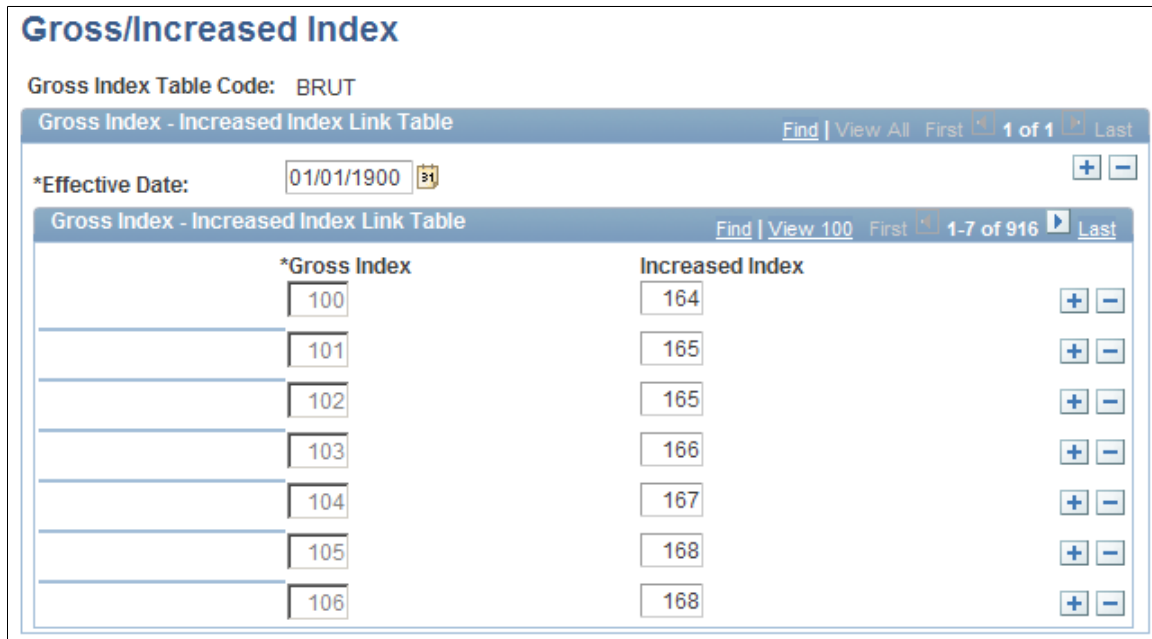 Gross/Increased Index
Gross Index Table Code: BRUT
Gross Index - Increased Index Link Table Find | View All First 1 of 1 Last
*Effective Date: 01/01/1900 31
Gross Index - Increased Index Link Table Find | View 100 First 1-7 of 916 Last
*Gross Index Increased Index
100 164
101 165
102 165
103 166
104 167
105 168
106 168